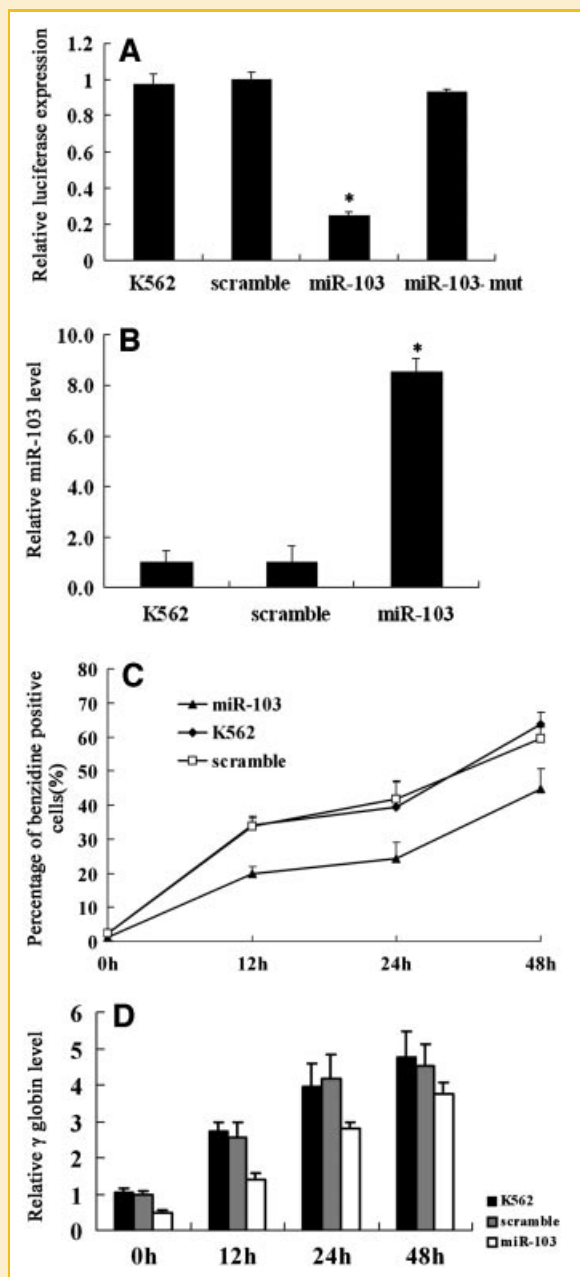 A
Relative luciferase expression
1.2
1
0.8
0.6
0.4
0.2
0
*
K562 scramble miR-103 miR-103- mut
B
Relative miR-103 level
10.0
8.0
6.0
4.0
2.0
0.0
*
K562 scramble miR-103
C
Percentage of benzidine positive
cells(%)
80
70
60
50
40
30
20
10
0
miR-103
K562
scramble
0h 12h 24h 48h
D
Relative γ globin level
6
5
4
3
2
1
0
K562
scramble
miR-103
0h 12h 24h 48h